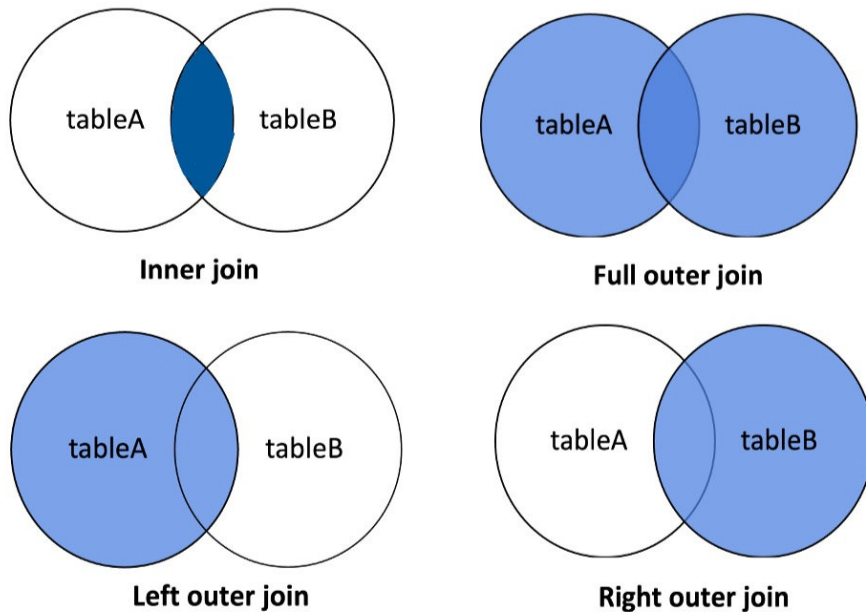 tableA
tableB
Inner join
tableA
tableB
Full outer join
tableA
tableB
Left outer join
tableA
tableB
Right outer join